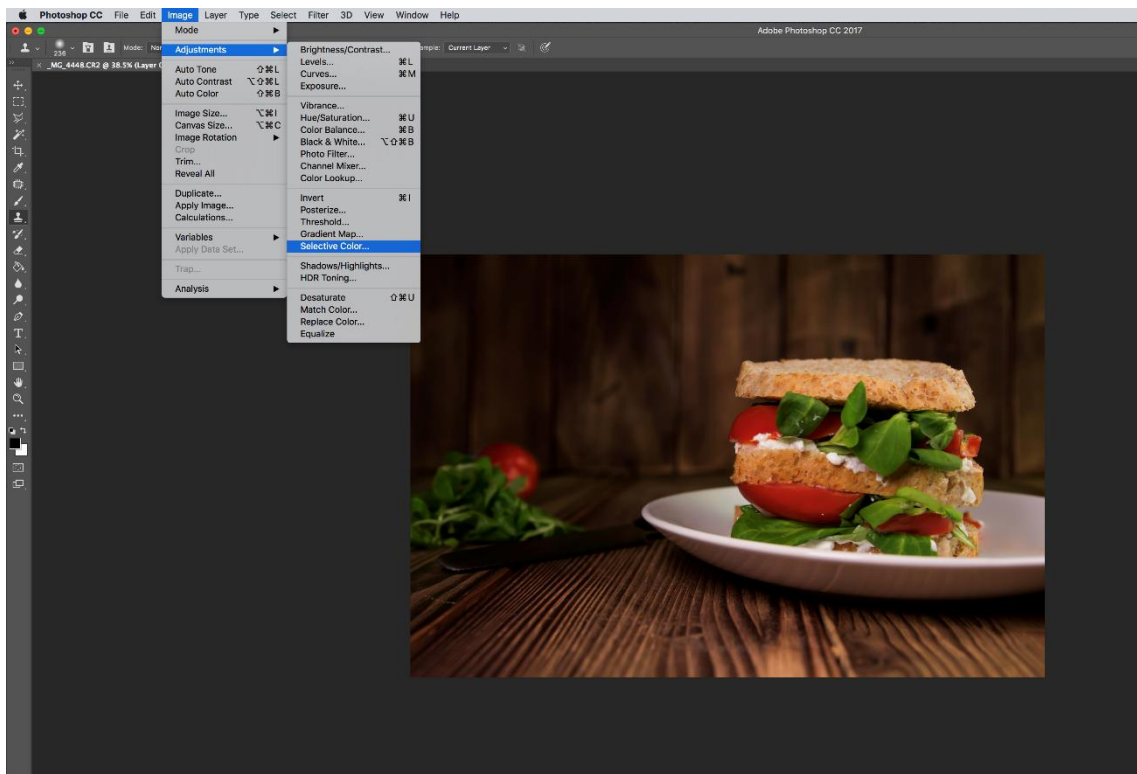 Photoshop CC File Edit Image Layer Type Select Filter 3D View Window Help
Adobe Photoshop CC 2017
236 Mode: Current Layer
× _MG_4448.CR2 @ 38.5% (Layer
Mode
Adjustments
Auto Tone ⇧⌘L
Auto Contrast ⌥⇧⌘L
Auto Color ⇧⌘B
Image Size... ⌥⌘I
Canvas Size... ⌥⌘C
Image Rotation
Crop
Trim...
Reveal All
Duplicate...
Apply Image...
Calculations...
Variables
Apply Data Set...
Trap...
Analysis
Brightness/Contrast...
Levels... ⌘L
Curves... ⌘M
Exposure...
Vibrance...
Hue/Saturation... ⌘U
Color Balance... ⌘B
Black & White... ⌥⇧⌘B
Photo Filter...
Channel Mixer...
Color Lookup...
Invert ⌘I
Posterize...
Threshold...
Gradient Map...
Selective Color...
Shadows/Highlights...
HDR Toning...
Desaturate ⇧⌘U
Match Color...
Replace Color...
Equalize